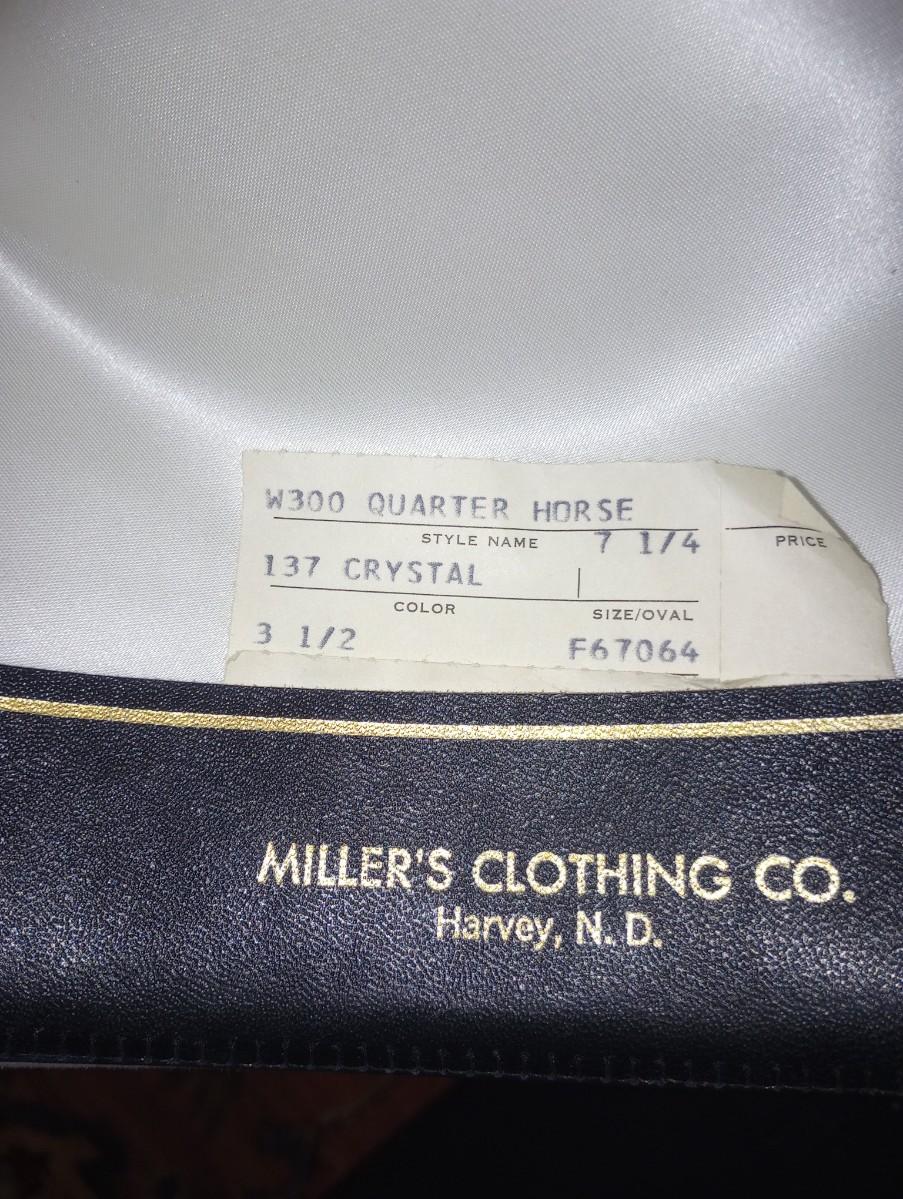 W300 QUARTER HORSE
STYLE NAME 7 1/4 PRICE
137 CRYSTAL
COLOR SIZE/OVAL
3 1/2 F67064
MILLER'S CLOTHING CO.
Harvey, N. D.